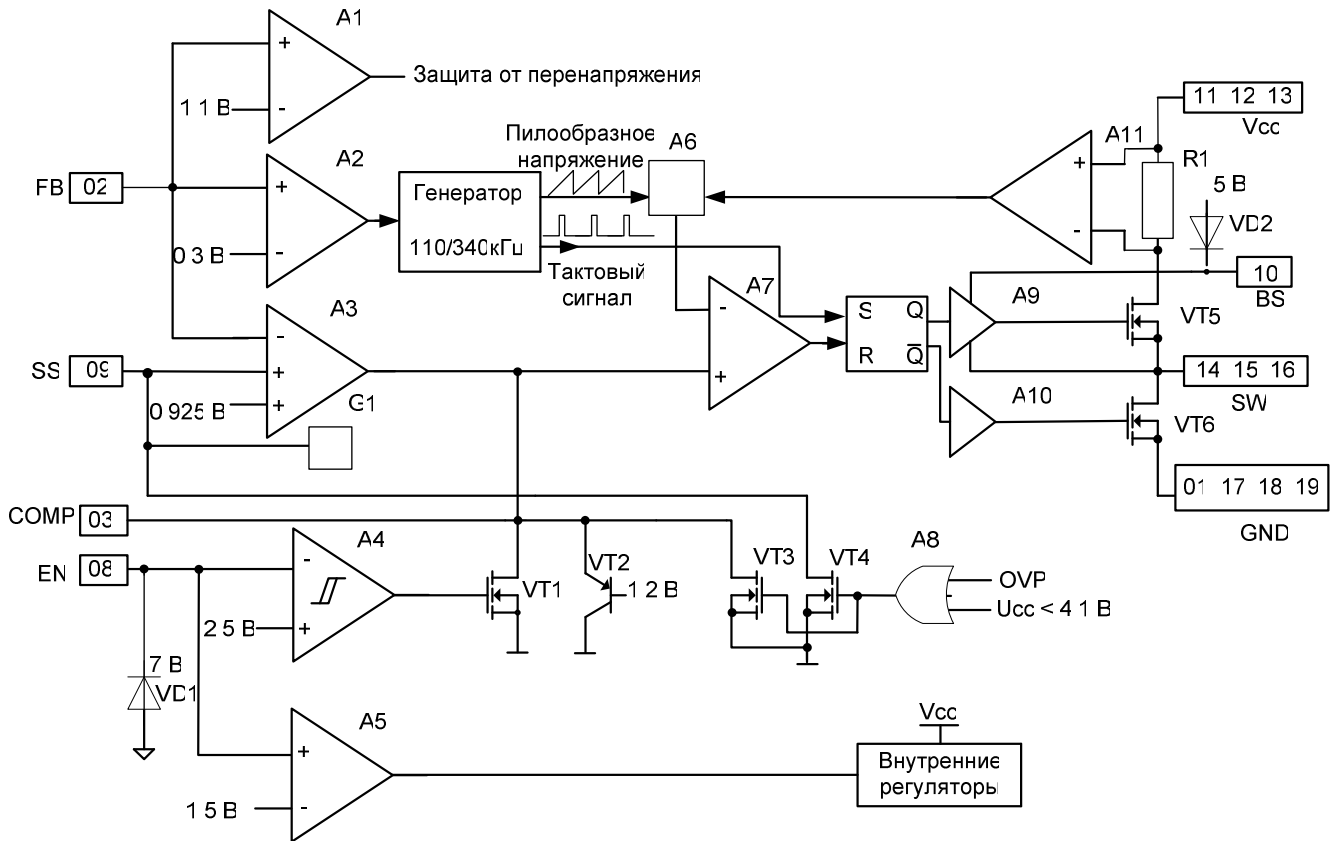 A1
+
Защита от перенапряжения
1 1 В
-
11 12 13
Vcc
Пилообразное
напряжение
A6
A11
A2
+
R1
FB
02
+
Генератор
5 В
VD2
0 3 В
-
110/340кГц
-
10
BS
Тактовый
сигнал
A7
A9
A3
-
S
Q
VT5
-
R
Q
SS
09
+
+
14 15 16
SW
0 925 В
+
G1
A10
VT6
01 17 18 19
GND
COMP
03
A4
A8
EN
08
-
VT2
VT3
VT4
VT1
1 2 В
OVP
Ucc < 4 1 В
2 5 В
+
7 В
VD1
A5
Vcc
+
Внутренние
регуляторы
1 5 В
-